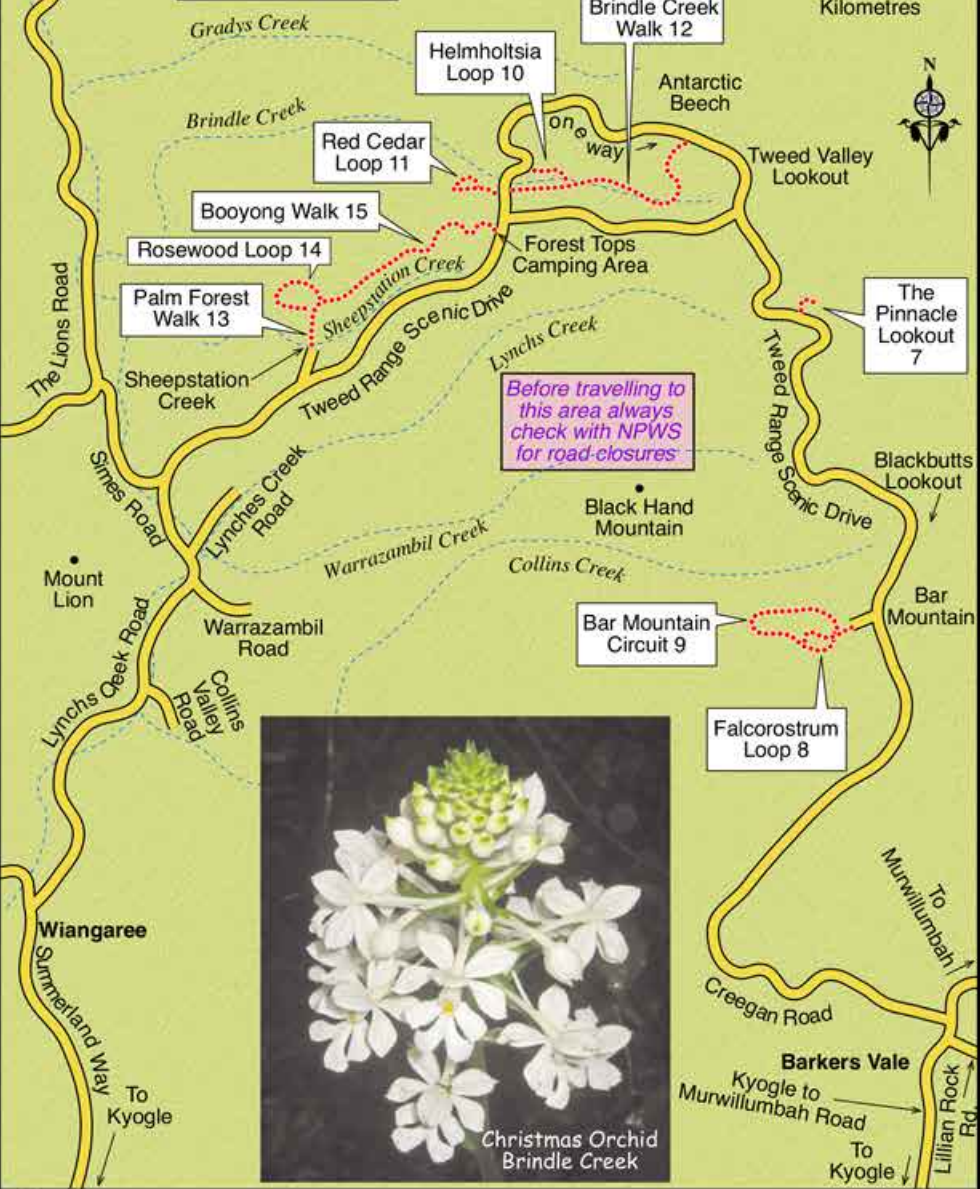 Brindle Creek
Walk 12
Kilometres
Gradys Creek
Helmholtsia
Loop 10
N
Antarctic
Beech
Brindle Creek
one way
Red Cedar
Loop 11
Tweed Valley
Lookout
Booyong Walk 15
Rosewood Loop 14
Forest Tops
Camping Area
Sheepstation Creek
Palm Forest
Walk 13
The
Pinnacle
Lookout
7
The Lions Road
Tweed Range Scenic Drive
Lynchs Creek
Sheepstation
Creek
Tweed Range Scenic Drive
Before travelling to
this area always
check with NPWS
for road closures
Simes Road
Lynches Creek
Road
Blackbutts
Lookout
Black Hand
Mountain
Warrazambil Creek
Collins Creek
Mount
Lion
Bar
Mountain
Bar Mountain
Circuit 9
Warrazambil
Road
Lynchs Creek Road
Collins
Valley
Road
Falcorostrum
Loop 8
To
Murwillumbah
Wiangaree
Summerland Way
Creegan Road
Barkers Vale
Kyogle to
Murwillumbah Road
To
Kyogle
Christmas Orchid
Brindle Creek
To
Kyogle
Lillian Rock
Rd